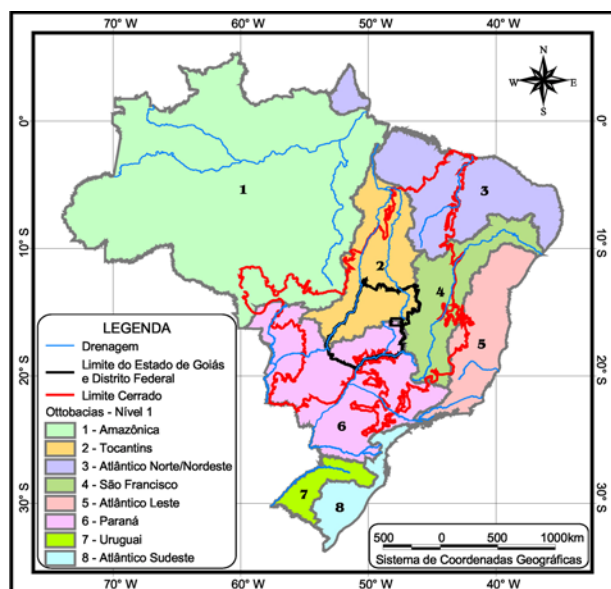 70° W 60° W 50° W 40° W
N
W E
S
0° 0°
1
3
10° S 10° S
2
4
5
20° S 20° S
6
7
8
30° S 30° S
LEGENDA
Drenagem
Limite do Estado de Goiás
e Distrito Federal
Limite Cerrado
Ottobacias - Nível 1
1 - Amazônica
2 - Tocantins
3 - Atlântico Norte/Nordeste
4 - São Francisco
5 - Atlântico Leste
6 - Paraná
7 - Uruguai
8 - Atlântico Sudeste
500 0 500 1000km
Sistema de Coordenadas Geográficas
70° W 60° W 50° W 40° W